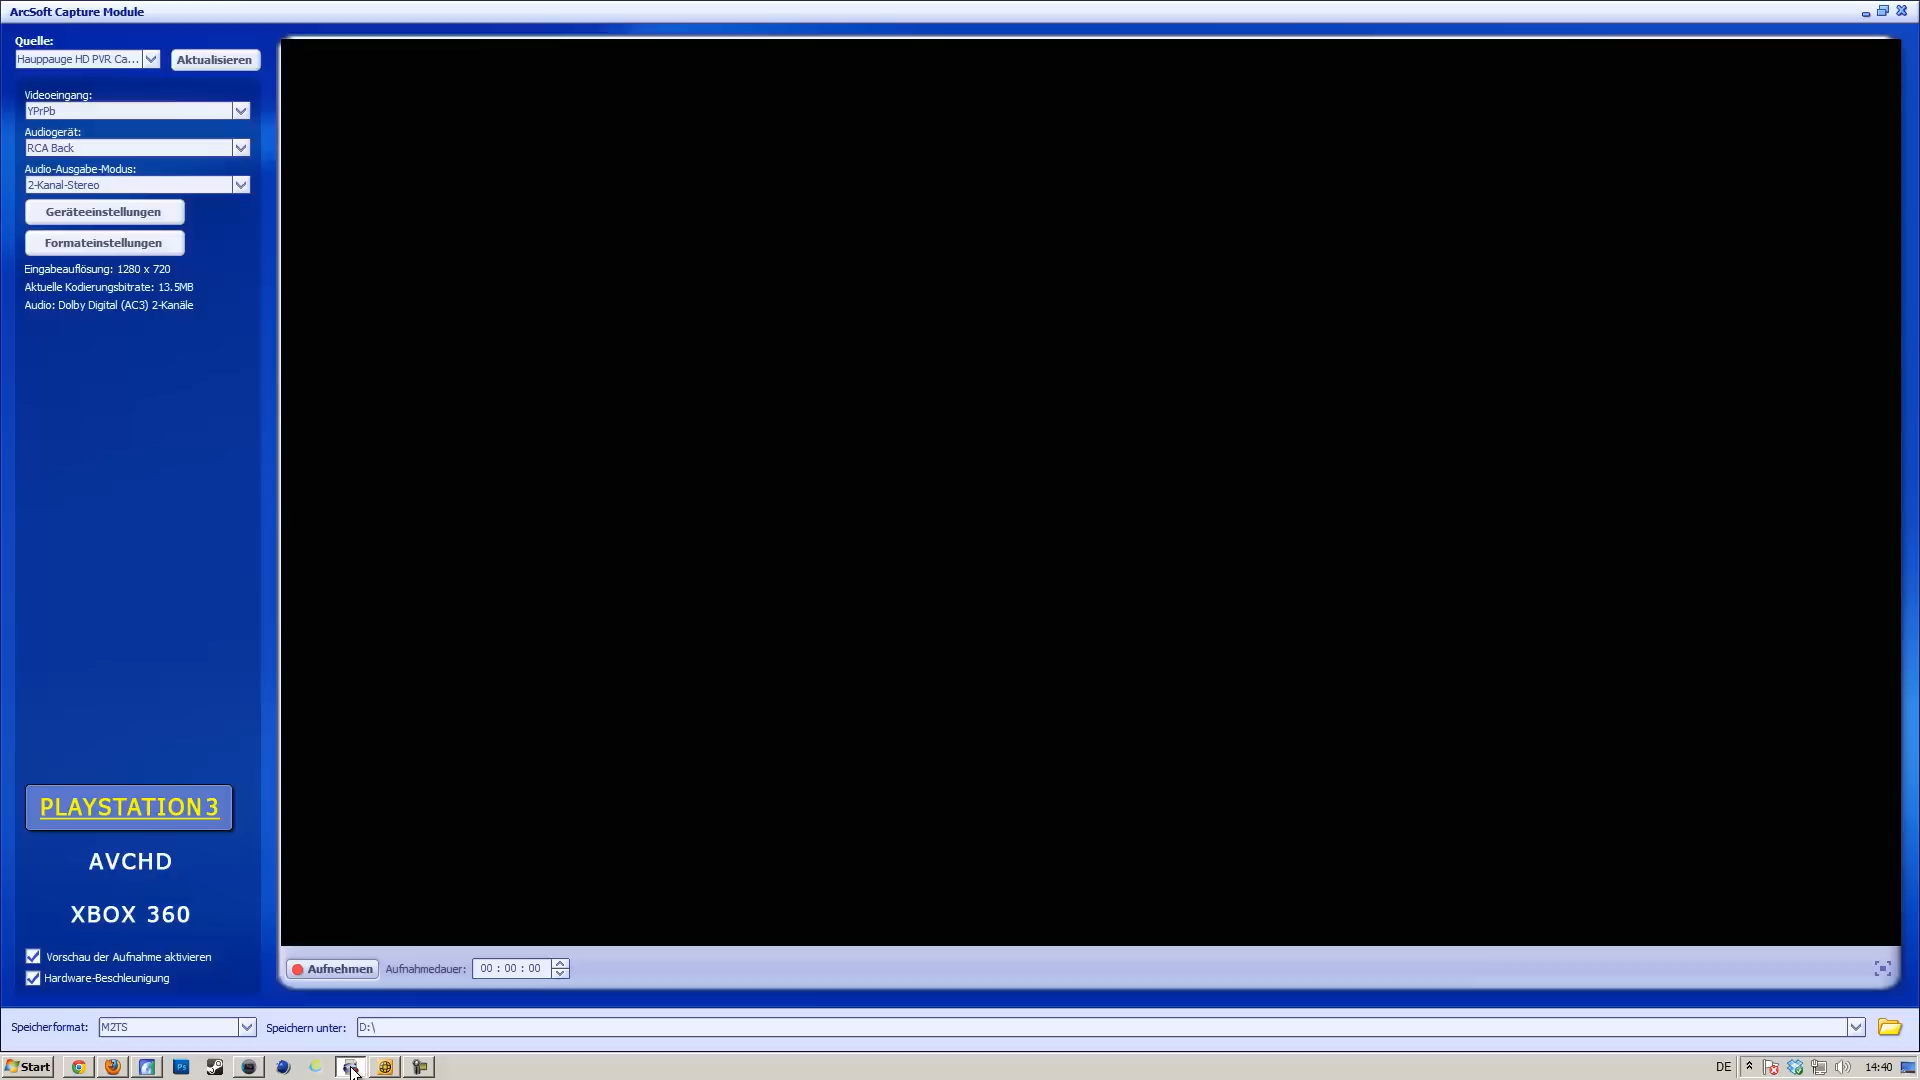 ArcSoft Capture Module
Quelle:
Hauppauge HD PVR Ca...
Aktualisieren
Videoeingang:
YPrPb
Audiogerät:
RCA Back
Audio-Ausgabe-Modus:
2-Kanal-Stereo
Geräteeinstellungen
Formateinstellungen
Eingabeauflösung: 1280 x 720
Aktuelle Kodierungsbitrate: 13.5MB
Audio: Dolby Digital (AC3) 2-Kanäle
PLAYSTATION 3
AVCHD
XBOX 360
Vorschau der Aufnahme aktivieren
Hardware-Beschleunigung
Aufnehmen Aufnahmedauer: 00 : 00 : 00
Speicherformat: M2TS Speichern unter: D:\
Start Ps DE 14:40